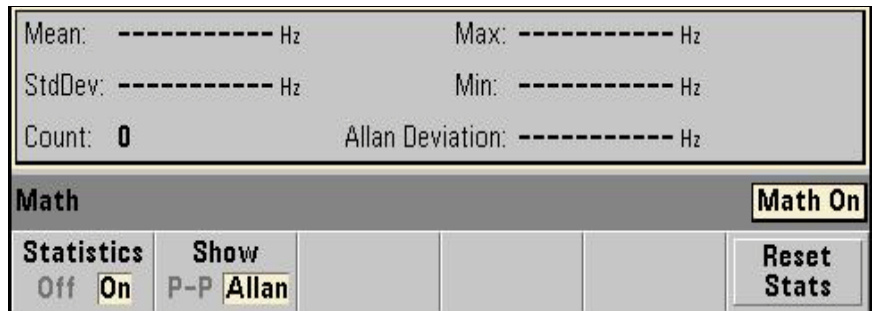 Mean: ----------- Hz Max: ----------- Hz
StdDev: ----------- Hz Min: ----------- Hz
Count: 0 Allan Deviation: ----------- Hz
Math Math On
Statistics Show Reset
Off On P-P Allan Stats